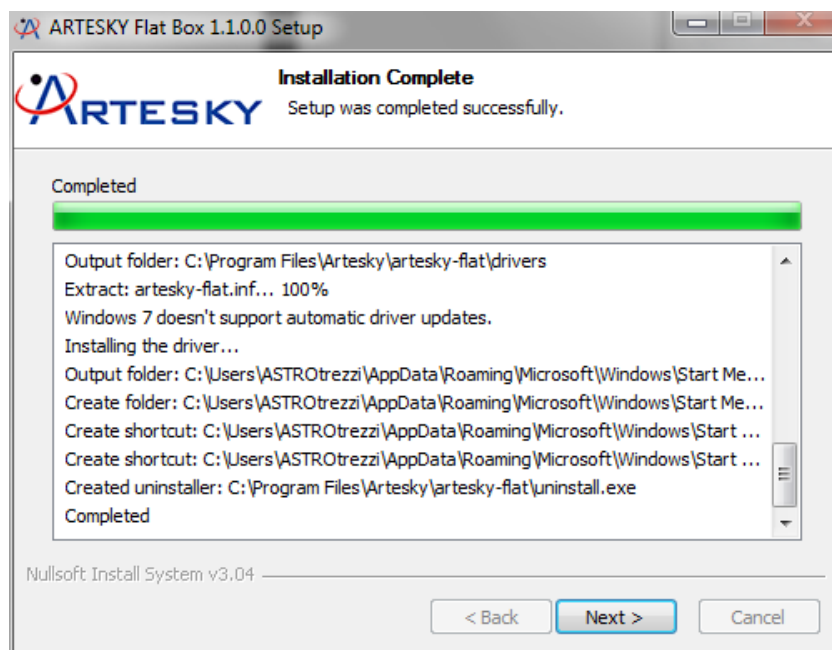 ARTESKY Flat Box 1.1.0.0 Setup
ARTESKY
Installation Complete
Setup was completed successfully.
Completed
Output folder: C:\Program Files\Artesky\artesky-flat\drivers
Extract: artesky-flat.inf... 100%
Windows 7 doesn't support automatic driver updates.
Installing the driver...
Output folder: C:\Users\ASTROtrezzi\AppData\Roaming\Microsoft\Windows\Start Me...
Create folder: C:\Users\ASTROtrezzi\AppData\Roaming\Microsoft\Windows\Start Me...
Create shortcut: C:\Users\ASTROtrezzi\AppData\Roaming\Microsoft\Windows\Start ...
Create shortcut: C:\Users\ASTROtrezzi\AppData\Roaming\Microsoft\Windows\Start ...
Created uninstaller: C:\Program Files\Artesky\artesky-flat\uninstall.exe
Completed
Nullsoft Install System v3.04
< Back Next > Cancel